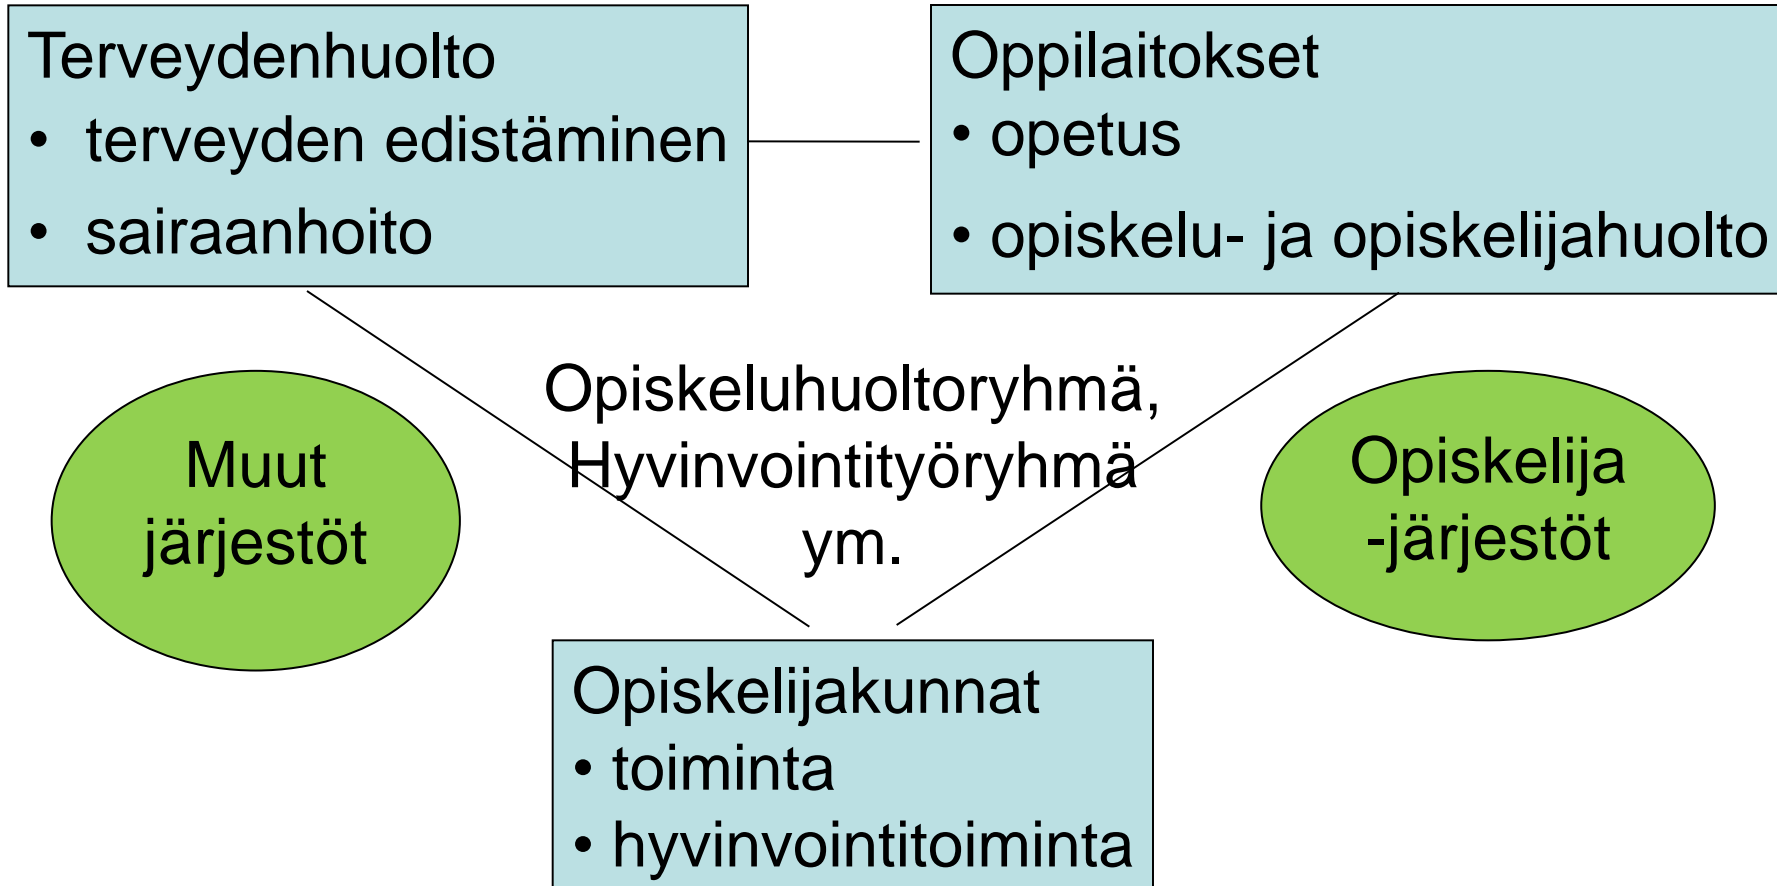 Terveydenhuolto
• terveyden edistäminen
• sairaanhoito
Oppilaitokset
• opetus
• opiskelu- ja opiskelijahuolto
Opiskeluhuoltoryhmä,
Hyvinvointityöryhmä
ym.
Muut
järjestöt
Opiskelija
-järjestöt
Opiskelijakunnat
• toiminta
• hyvinvointitoiminta